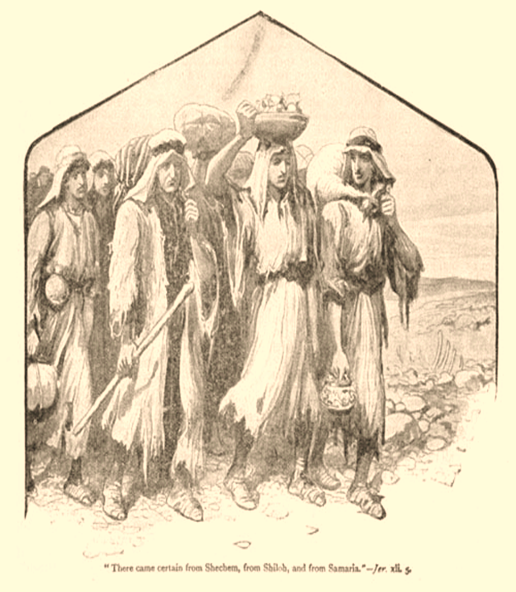 "There came certain from Shechem, from Shiloh, and from Samaria."—Jer. xli. 5.